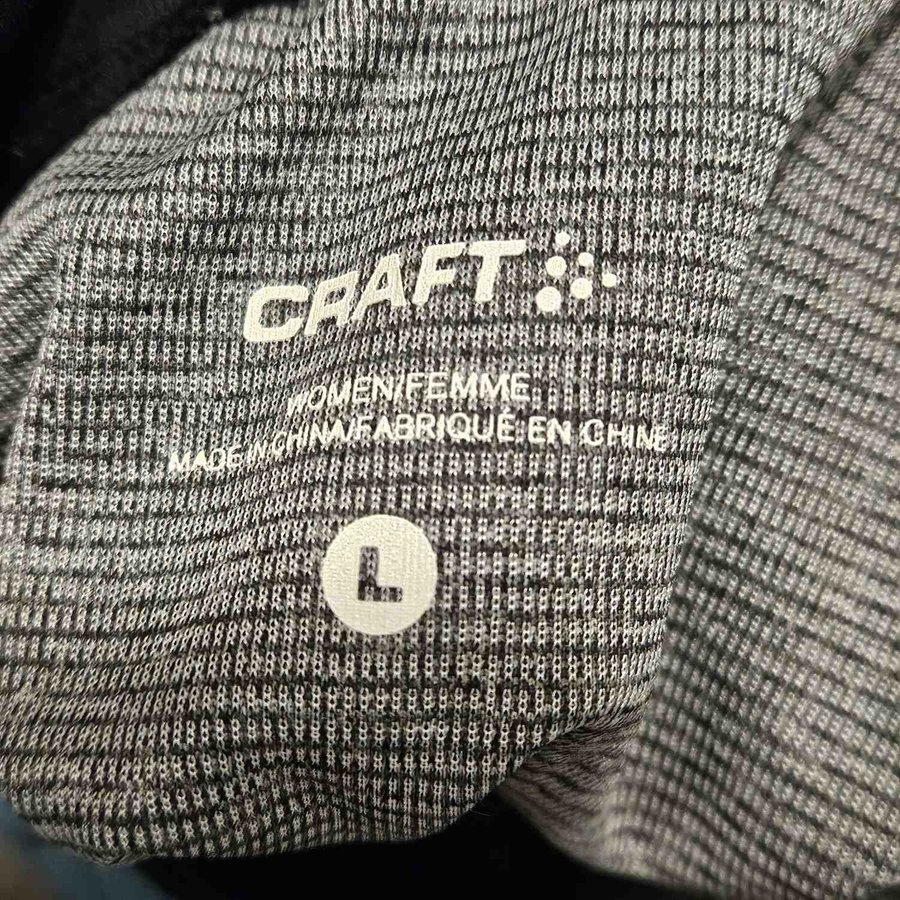 CRAFT
WOMEN/FEMME
MADE IN CHINA/FABRIQUÉ EN CHINE
L